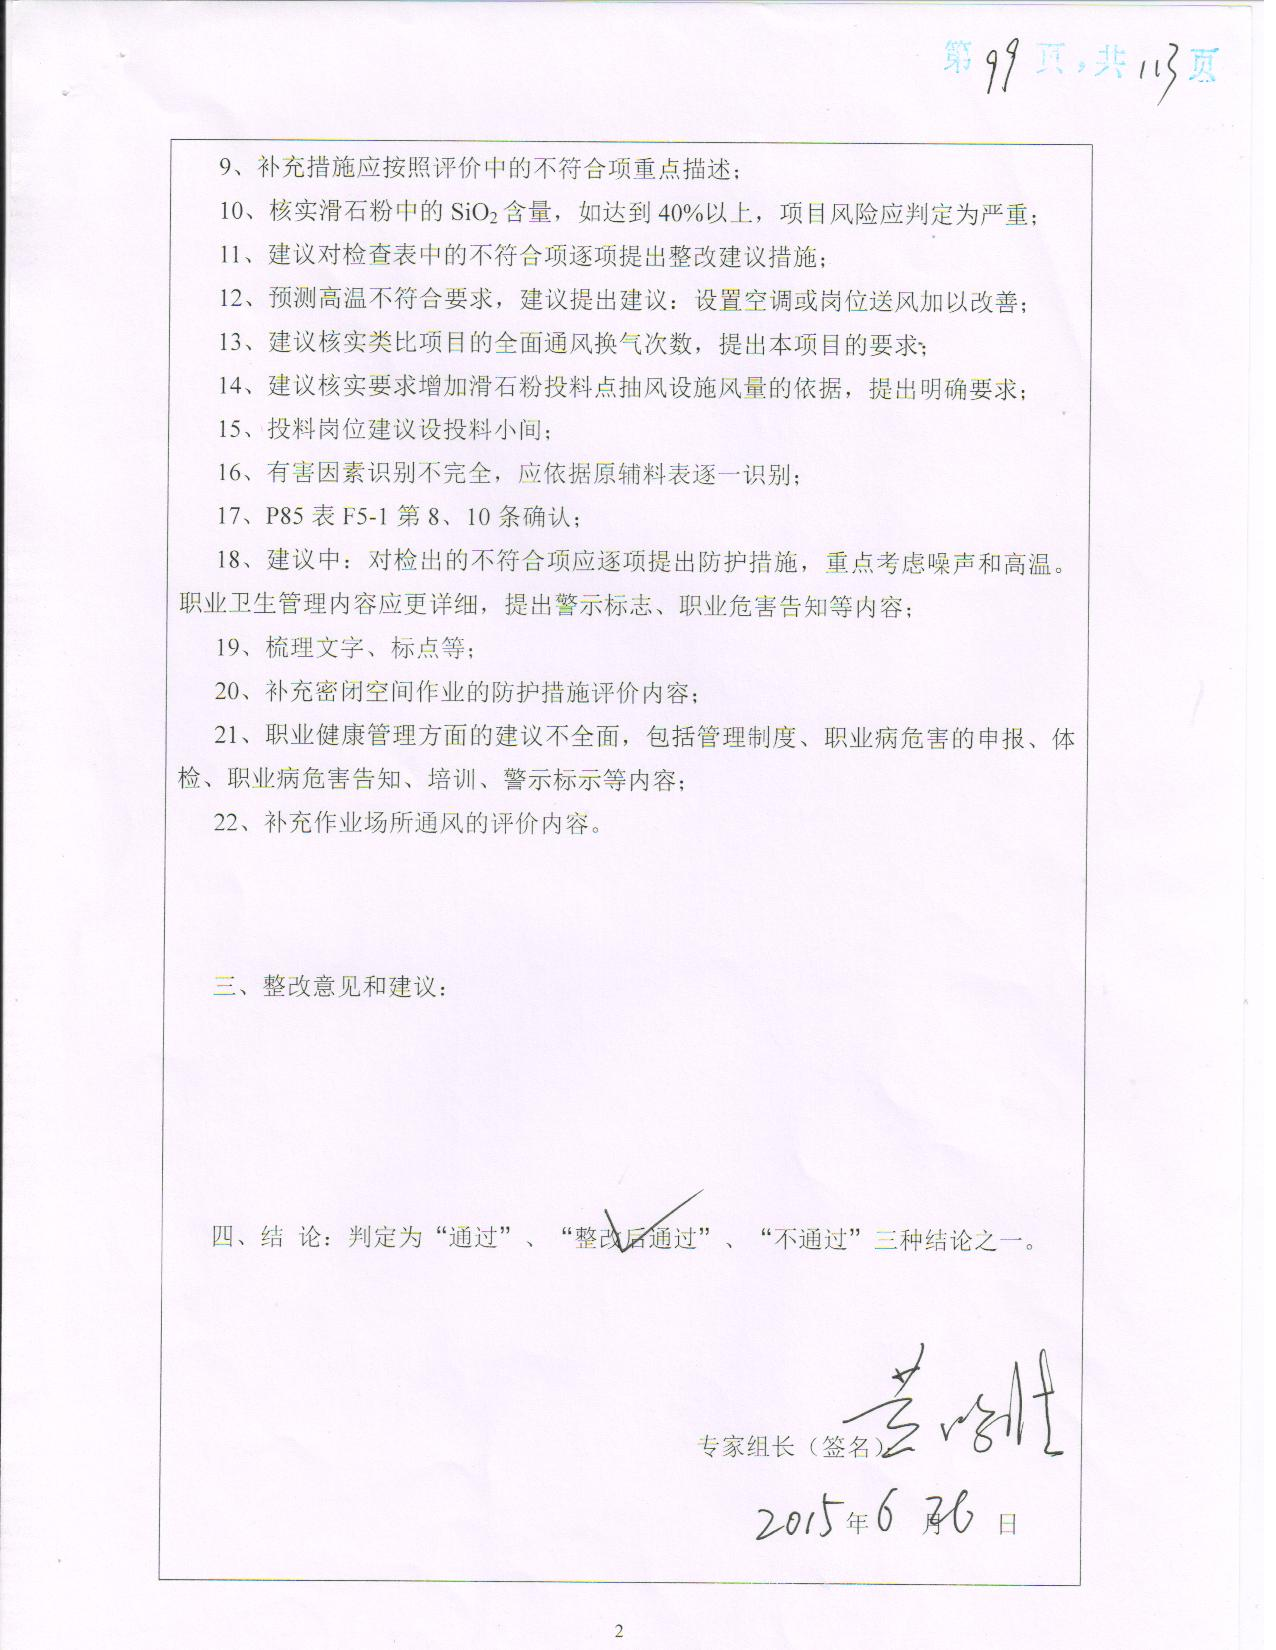 第99页，共113页
9、补充措施应按照评价中的不符合项重点描述；
10、核实滑石粉中的 SiO₂ 含量，如达到 40%以上，项目风险应判定为严重；
11、建议对检查表中的不符合项逐项提出整改建议措施；
12、预测高温不符合要求，建议提出建议：设置空调或岗位送风加以改善；
13、建议核实类比项目的全面通风换气次数，提出本项目的要求；
14、建议核实要求增加滑石粉投料点抽风设施风量的依据，提出明确要求；
15、投料岗位建议设投料小间；
16、有害因素识别不完全，应依据原辅料表逐一识别；
17、P85 表 F5-1 第 8、10 条确认；
18、建议中：对检出的不符合项应逐项提出防护措施，重点考虑噪声和高温。
职业卫生管理内容应更详细，提出警示标志、职业危害告知等内容；
19、梳理文字、标点等；
20、补充密闭空间作业的防护措施评价内容；
21、职业健康管理方面的建议不全面，包括管理制度、职业病危害的申报、体
检、职业病危害告知、培训、警示标示等内容；
22、补充作业场所通风的评价内容。
三、整改意见和建议：
四、结 论：判定为“通过”、“整改后通过”、“不通过”三种结论之一。
专家组长（签名）
2015年6月26日
2